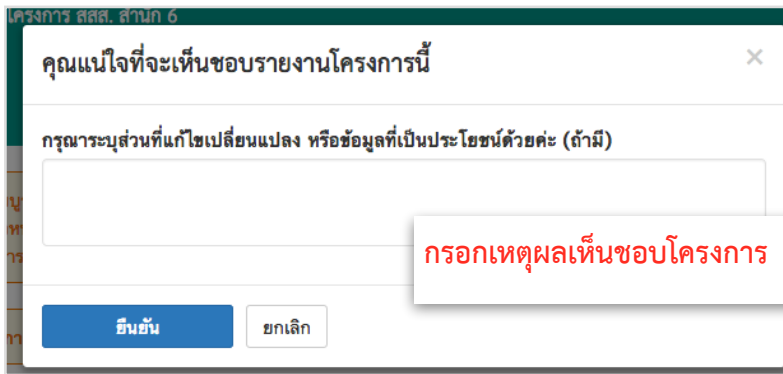 โครงการ สสส. สำนัก 6
คุณแน่ใจที่จะเห็นชอบรายงานโครงการนี้
×
กรุณาระบุส่วนที่แก้ไขเปลี่ยนแปลง หรือข้อมูลที่เป็นประโยชน์ด้วยค่ะ (ถ้ามี)
กรอกเหตุผลเห็นชอบโครงการ
ยืนยัน
ยกเลิก